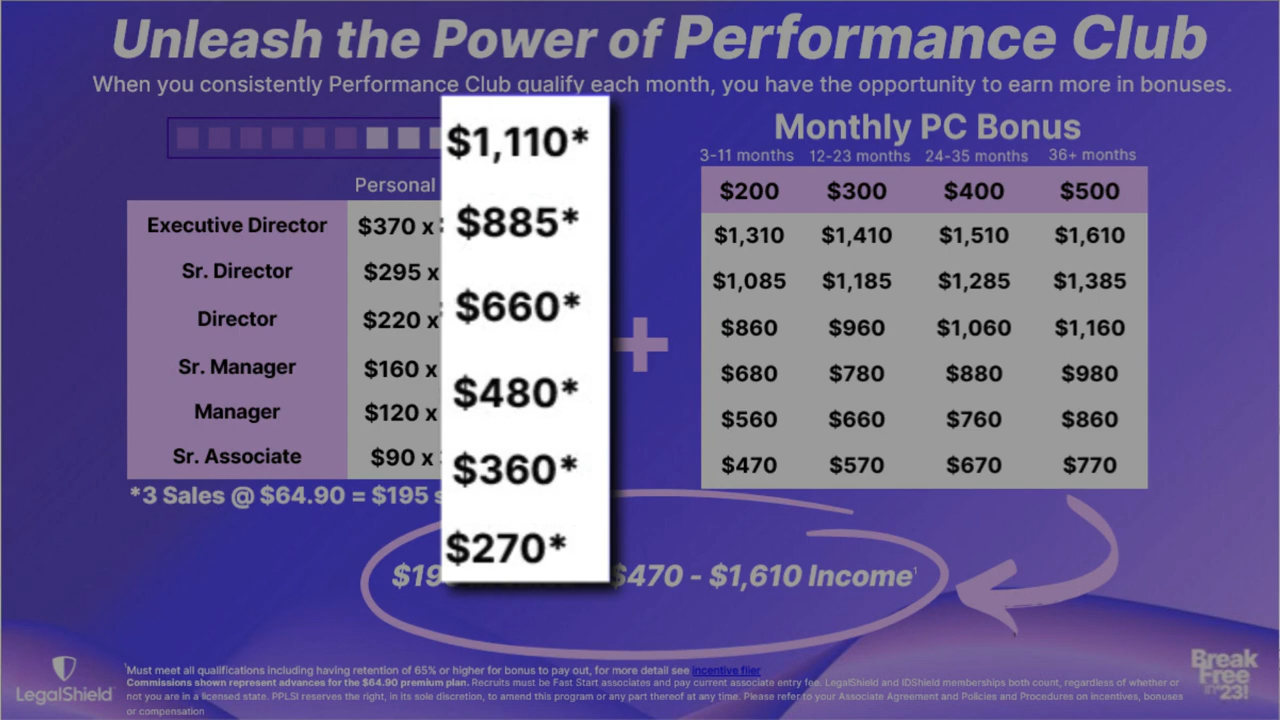 Unleash the Power of Performance Club
When you consistently Performance Club qualify each month, you have the opportunity to earn more in bonuses.
Personal
Executive Director $370 x
Sr. Director $295 x
Director $220 x
Sr. Manager $160 x
Manager $120 x
Sr. Associate $90 x
*3 Sales @ $64.90 = $195
$1,110*
$885*
$660*
$480*
$360*
$270*
+
Monthly PC Bonus
3-11 months 12-23 months 24-35 months 36+ months
$200 $300 $400 $500
$1,310 $1,410 $1,510 $1,610
$1,085 $1,185 $1,285 $1,385
$860 $960 $1,060 $1,160
$680 $780 $880 $980
$560 $660 $760 $860
$470 $570 $670 $770
$470 - $1,610 Income¹
LegalShield
¹Must meet all qualifications including having retention of 65% or higher for bonus to pay out, for more detail see incentive flier
Commissions shown represent advances for the $64.90 premium plan. Recruits must be Fast Start associates and pay current associate entry fee. LegalShield and IDShield memberships both count, regardless of whether or
not you are in a licensed state. PPLSI reserves the right, in its sole discretion, to amend this program or any part thereof at any time. Please refer to your Associate Agreement and Policies and Procedures on incentives, bonuses
or compensation
Break
Free
in '23!